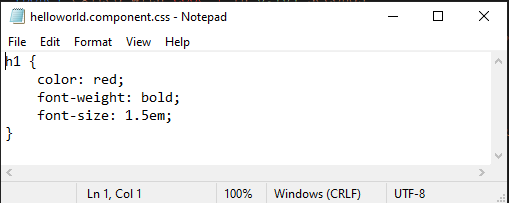 helloworld.component.css - Notepad
File Edit Format View Help
h1 {
    color: red;
    font-weight: bold;
    font-size: 1.5em;
}
Ln 1, Col 1 100% Windows (CRLF) UTF-8